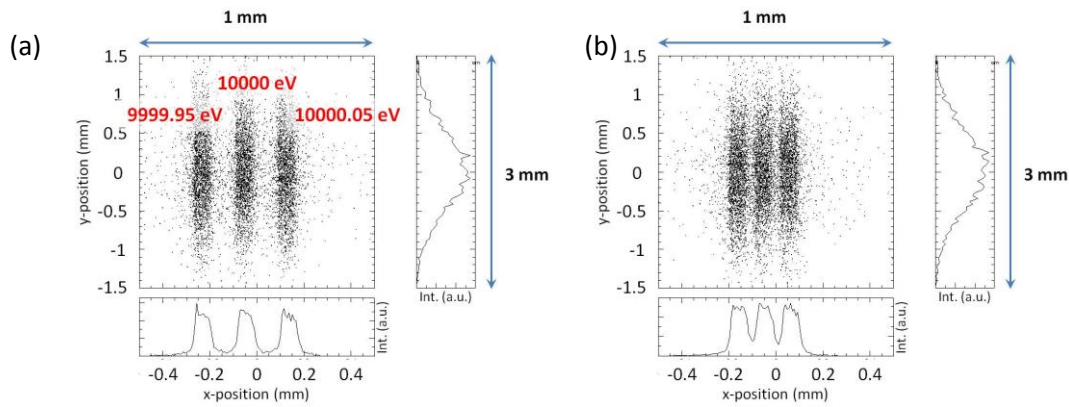 (a)
1 mm
1.5
1
0.5
0
-0.5
-1
-1.5
y-position (mm)
10000 eV
9999.95 eV
10000.05 eV
3 mm
Int. (a.u.)
Int. (a.u.)
-0.4 -0.2 0 0.2 0.4
x-position (mm)
(b)
1 mm
1.5
1
0.5
0
-0.5
-1
-1.5
y-position (mm)
3 mm
Int. (a.u.)
Int. (a.u.)
-0.4 -0.2 0 0.2 0.4
x-position (mm)